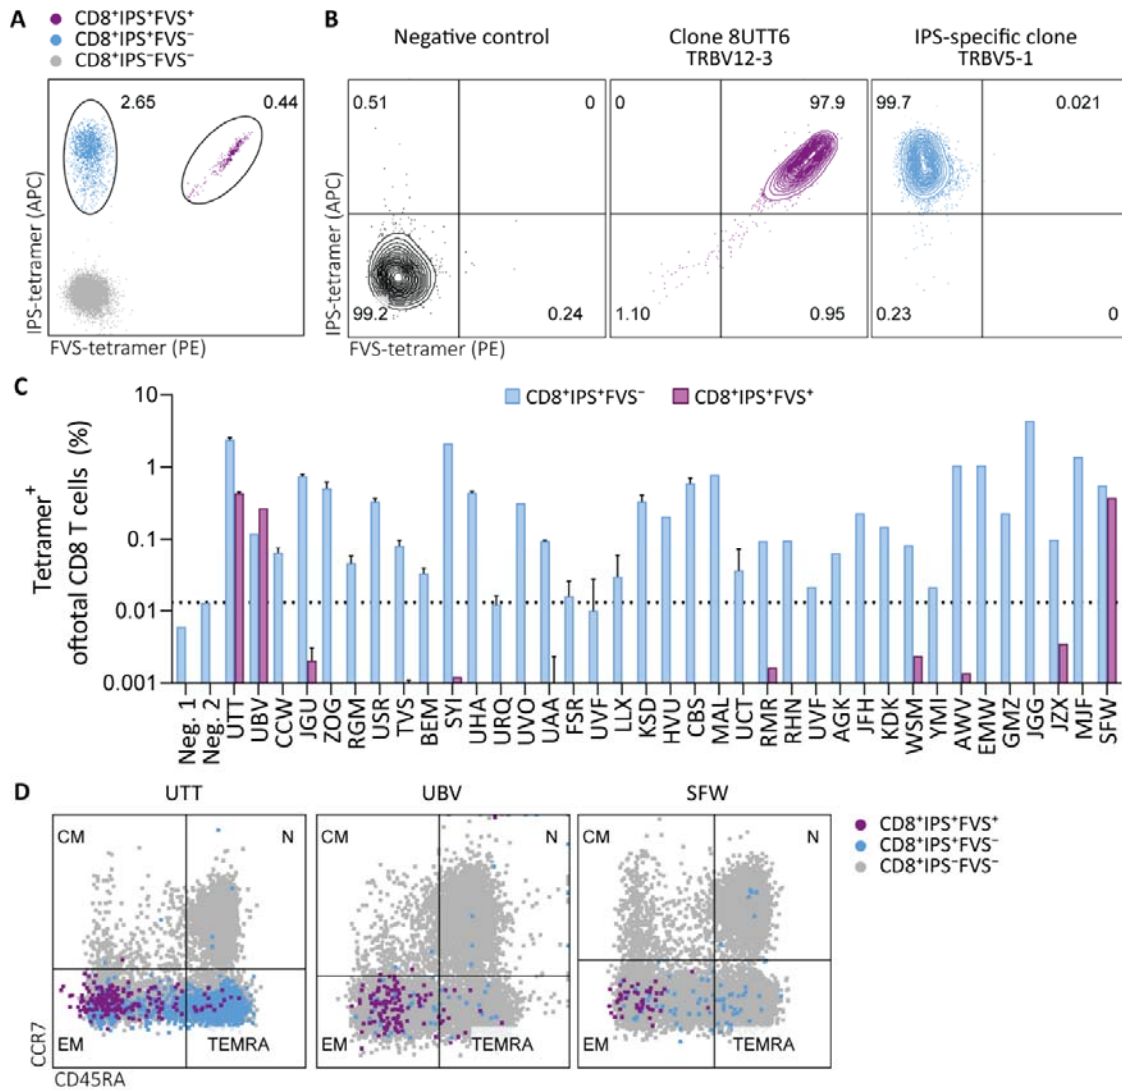 A
CD8⁺IPS⁺FVS⁺
CD8⁺IPS⁺FVS⁻
CD8⁺IPS⁻FVS⁻
2.65
0.44
IPS-tetramer (APC)
FVS-tetramer (PE)
B
Negative control
Clone 8UTT6
TRBV12-3
IPS-specific clone
TRBV5-1
0.51
0
0
97.9
99.7
0.021
99.2
0.24
1.10
0.95
0.23
0
IPS-tetramer (APC)
FVS-tetramer (PE)
C
CD8⁺IPS⁺FVS⁻
CD8⁺IPS⁺FVS⁺
Tetramer⁺
oftotal CD8 T cells (%)
10
1
0.1
0.01
0.001
Neg. 1
Neg. 2
UTT
UBV
CCW
JGU
ZOG
RGM
USR
TVS
BEM
SYI
UHA
URQ
UVO
UAA
FSR
UVF
LLX
KSD
HVU
CBS
MAL
UCT
RMR
RHN
UVF
AGK
JFH
KDK
WSM
YMI
AWV
EMW
GMZ
JGG
JZX
MJF
SFW
D
UTT
UBV
SFW
CM
N
CM
N
CM
N
EM
TEMRA
EM
TEMRA
EM
TEMRA
CCR7
CD45RA
CD8⁺IPS⁺FVS⁺
CD8⁺IPS⁺FVS⁻
CD8⁺IPS⁻FVS⁻